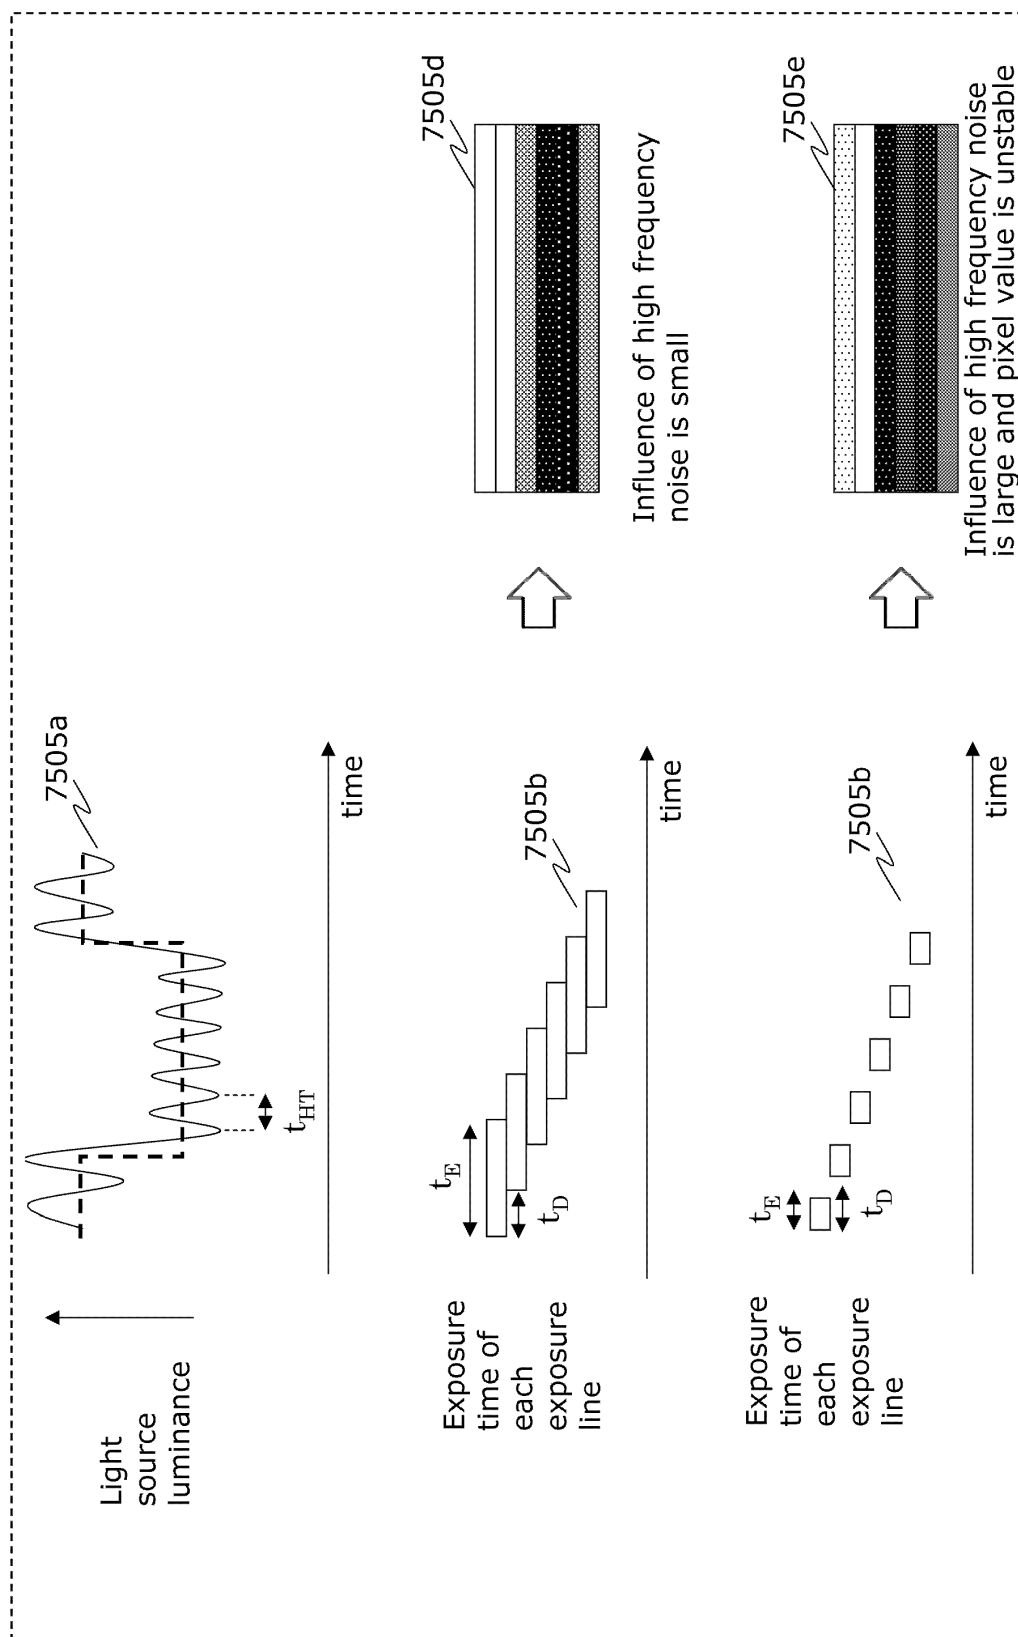 Light
source
luminance
7505a
t_HT
time
Exposure
time of
each
exposure
line
t_E
t_D
7505b
time
7505d
Influence of high frequency
noise is small
Exposure
time of
each
exposure
line
t_E
t_D
7505b
time
7505e
Influence of high frequency noise
is large and pixel value is unstable